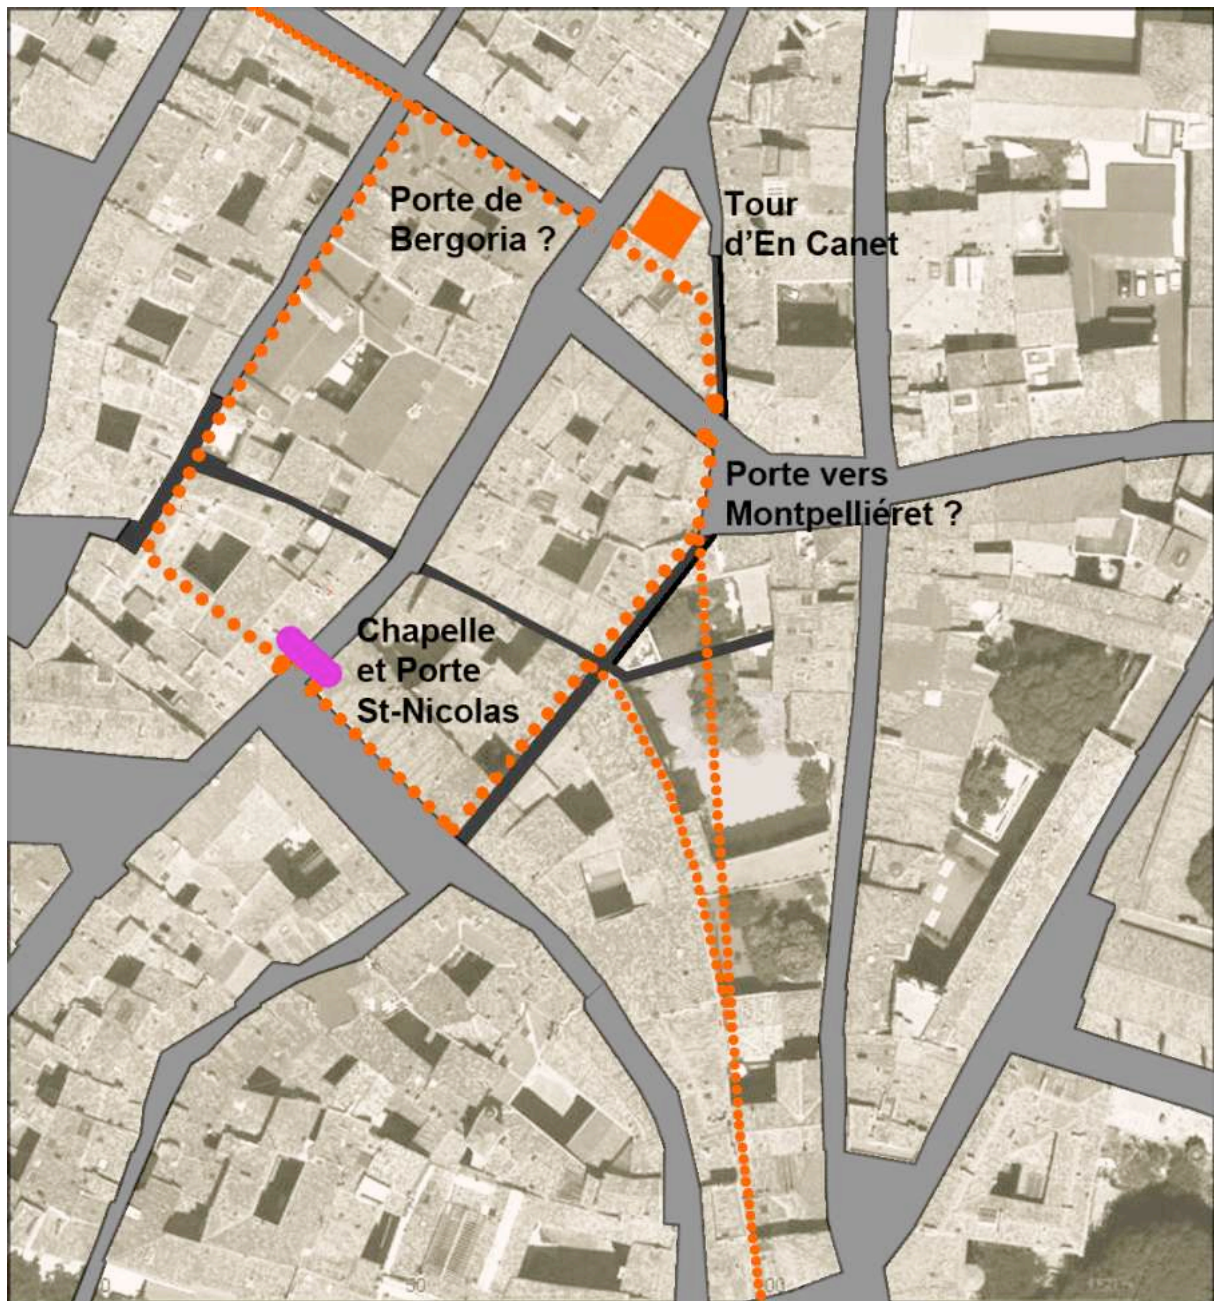 Porte de
Bergoria ?
Tour
d’En Canet
Porte vers
Montpelliéret ?
Chapelle
et Porte
St-Nicolas